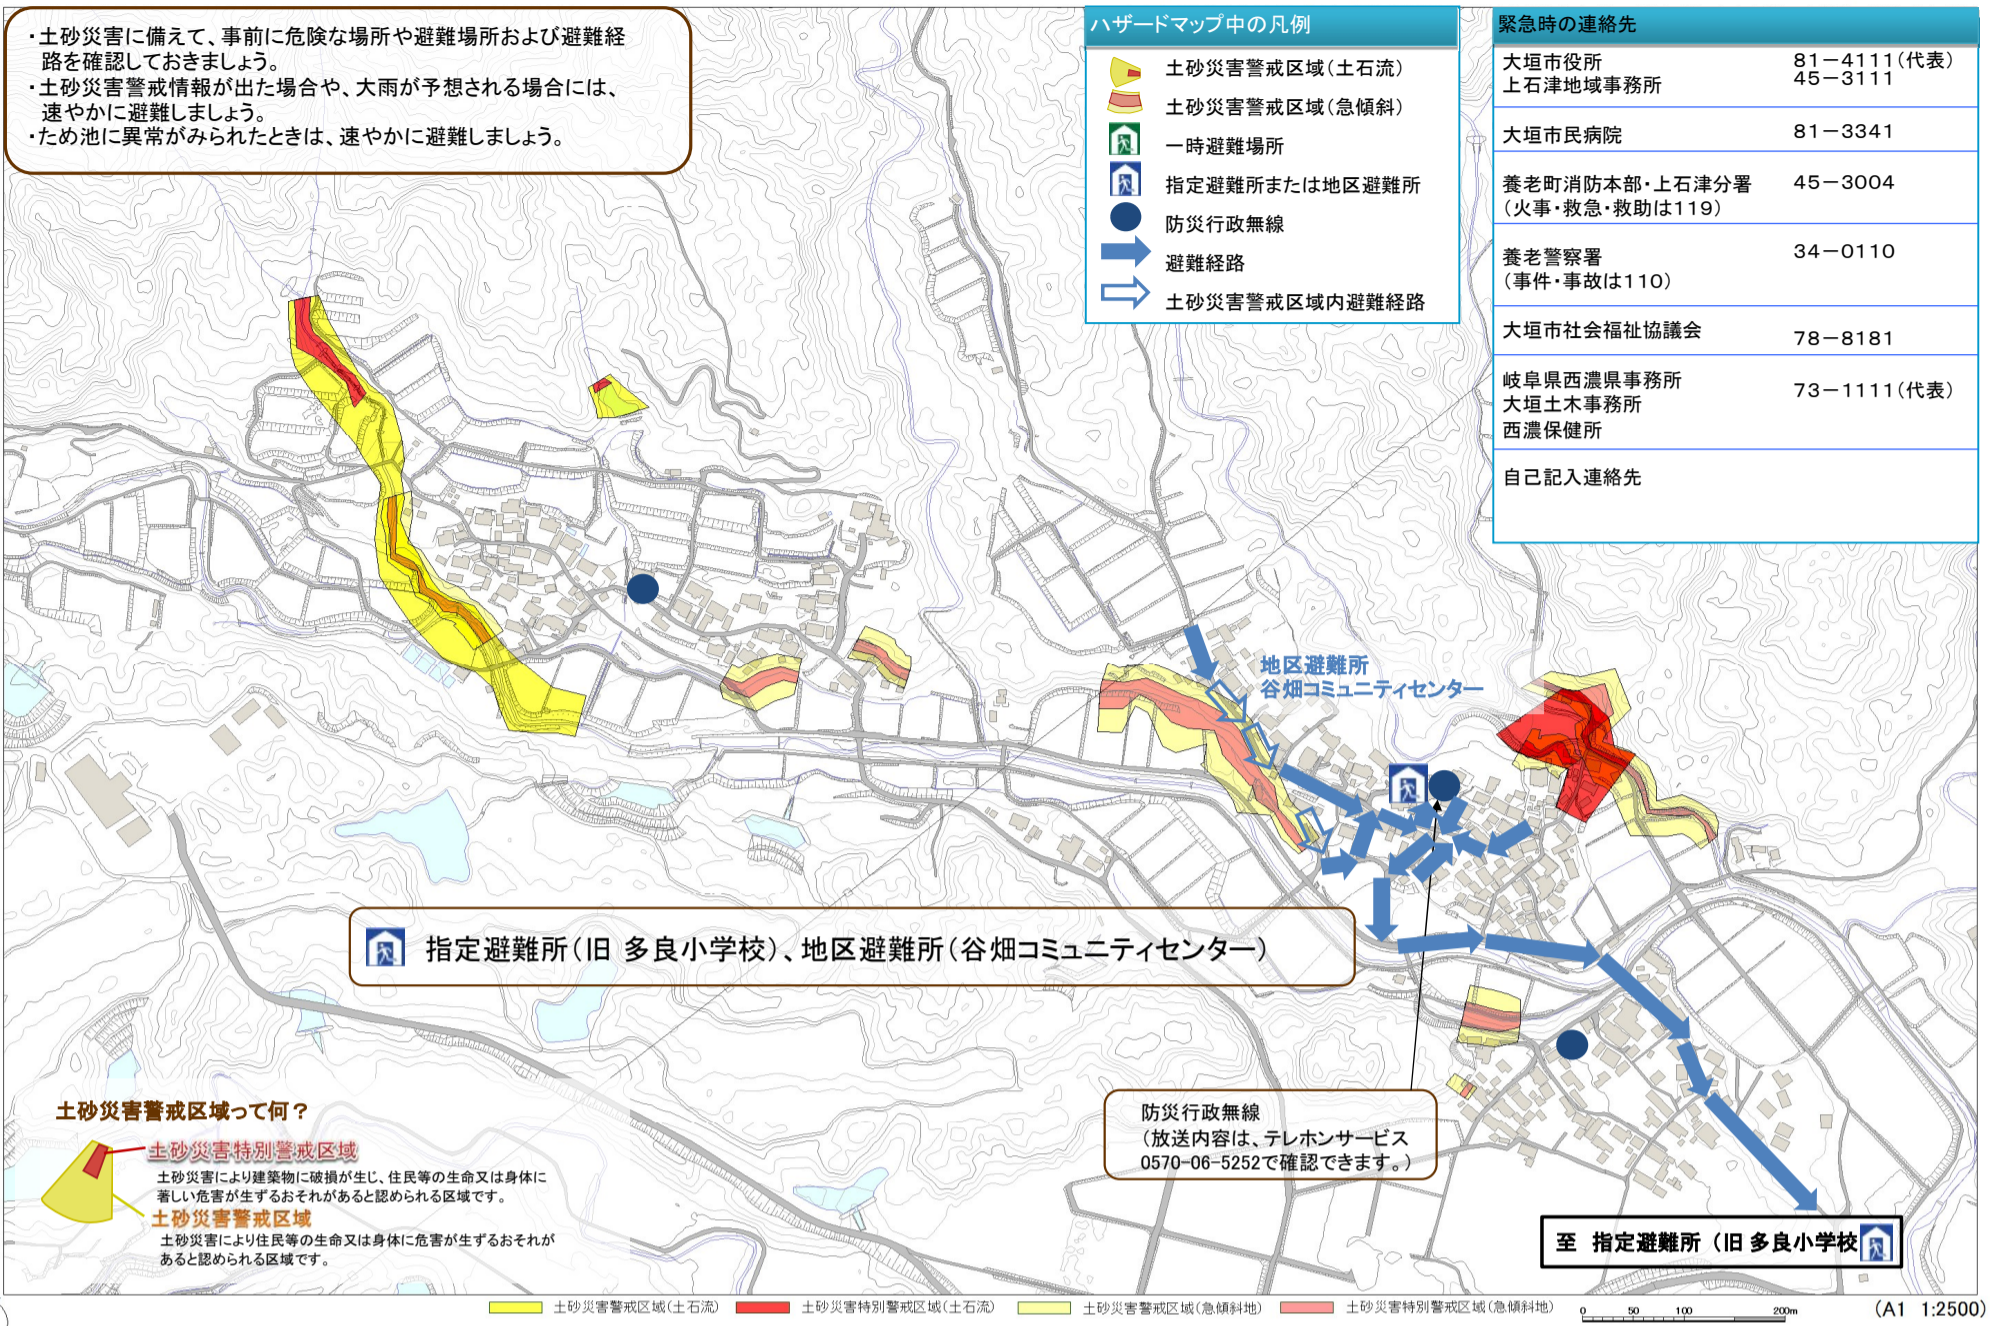 ・土砂災害に備えて、事前に危険な場所や避難場所および避難経
路を確認しておきましょう。
・土砂災害警戒情報が出た場合や、大雨が予想される場合には、
速やかに避難しましょう。
・ため池に異常がみられたときは、速やかに避難しましょう。
ハザードマップ中の凡例
土砂災害警戒区域(土石流)
土砂災害警戒区域(急傾斜)
一時避難場所
指定避難所または地区避難所
防災行政無線
避難経路
土砂災害警戒区域内避難経路
緊急時の連絡先
大垣市役所 81-4111(代表)
上石津地域事務所 45-3111
大垣市民病院 81-3341
養老町消防本部・上石津分署 45-3004
(火事・救急・救助は119)
養老警察署 34-0110
(事件・事故は110)
大垣市社会福祉協議会 78-8181
岐阜県西濃県事務所
大垣土木事務所 73-1111(代表)
西濃保健所
自己記入連絡先
地区避難所
谷畑コミュニティセンター
指定避難所(旧 多良小学校)、地区避難所(谷畑コミュニティセンター)
防災行政無線
(放送内容は、テレホンサービス
0570-06-5252で確認できます。)
土砂災害警戒区域って何？
土砂災害特別警戒区域
土砂災害により建築物に破損が生じ、住民等の生命又は身体に
著しい危害が生ずるおそれがあると認められる区域です。
土砂災害警戒区域
土砂災害により住民等の生命又は身体に危害が生ずるおそれが
あると認められる区域です。
至 指定避難所 (旧 多良小学校
土砂災害警戒区域(土石流) 土砂災害特別警戒区域(土石流) 土砂災害警戒区域(急傾斜地) 土砂災害特別警戒区域(急傾斜地)
0 50 100 200m
(A1 1:2500)